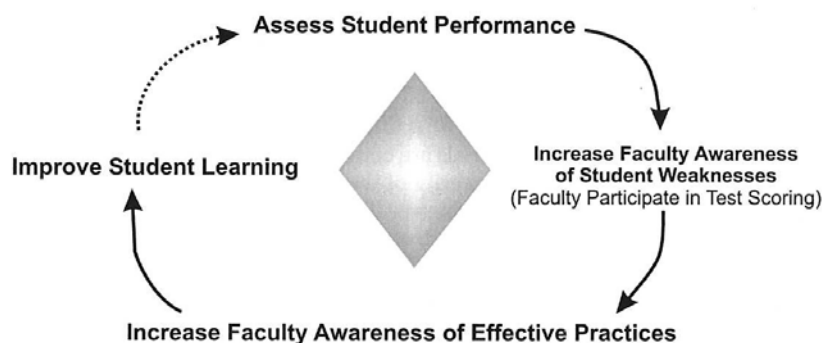 Assess Student Performance
Increase Faculty Awareness
of Student Weaknesses
(Faculty Participate in Test Scoring)
Increase Faculty Awareness of Effective Practices
Improve Student Learning